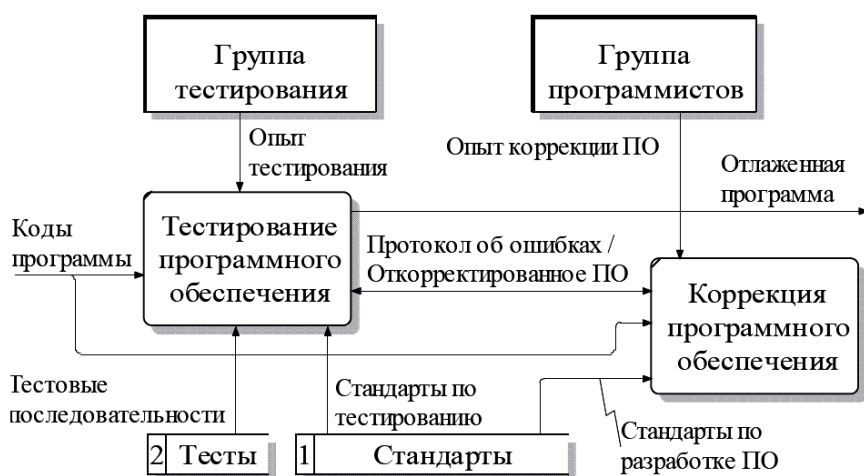 Группа
тестирования
Группа
программистов
Опыт
тестирования
Опыт коррекции ПО
Отлаженная
программа
Коды
программы
Тестирование
программного
обеспечения
Протокол об ошибках /
Откорректированное ПО
Коррекция
программного
обеспечения
Тестовые
последовательности
Стандарты по
тестированию
Стандарты по
разработке ПО
2 Тесты
1 Стандарты